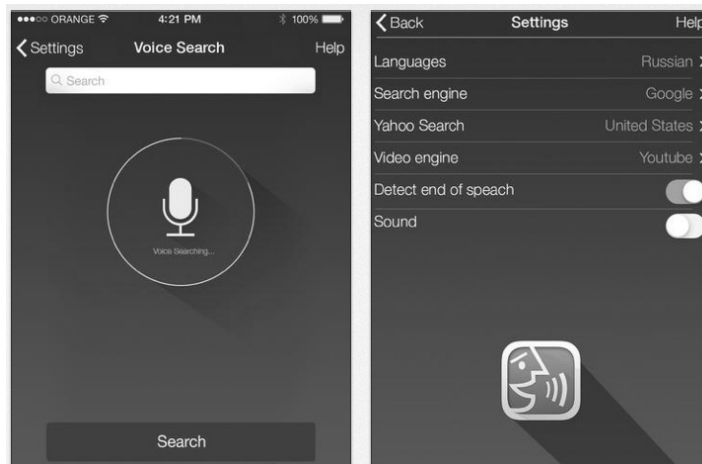 ORANGE 4:21 PM 100%
Settings Voice Search Help
Search
Voice Searching...
Search
Back Settings Help
Languages Russian
Search engine Google
Yahoo Search United States
Video engine Youtube
Detect end of speach
Sound